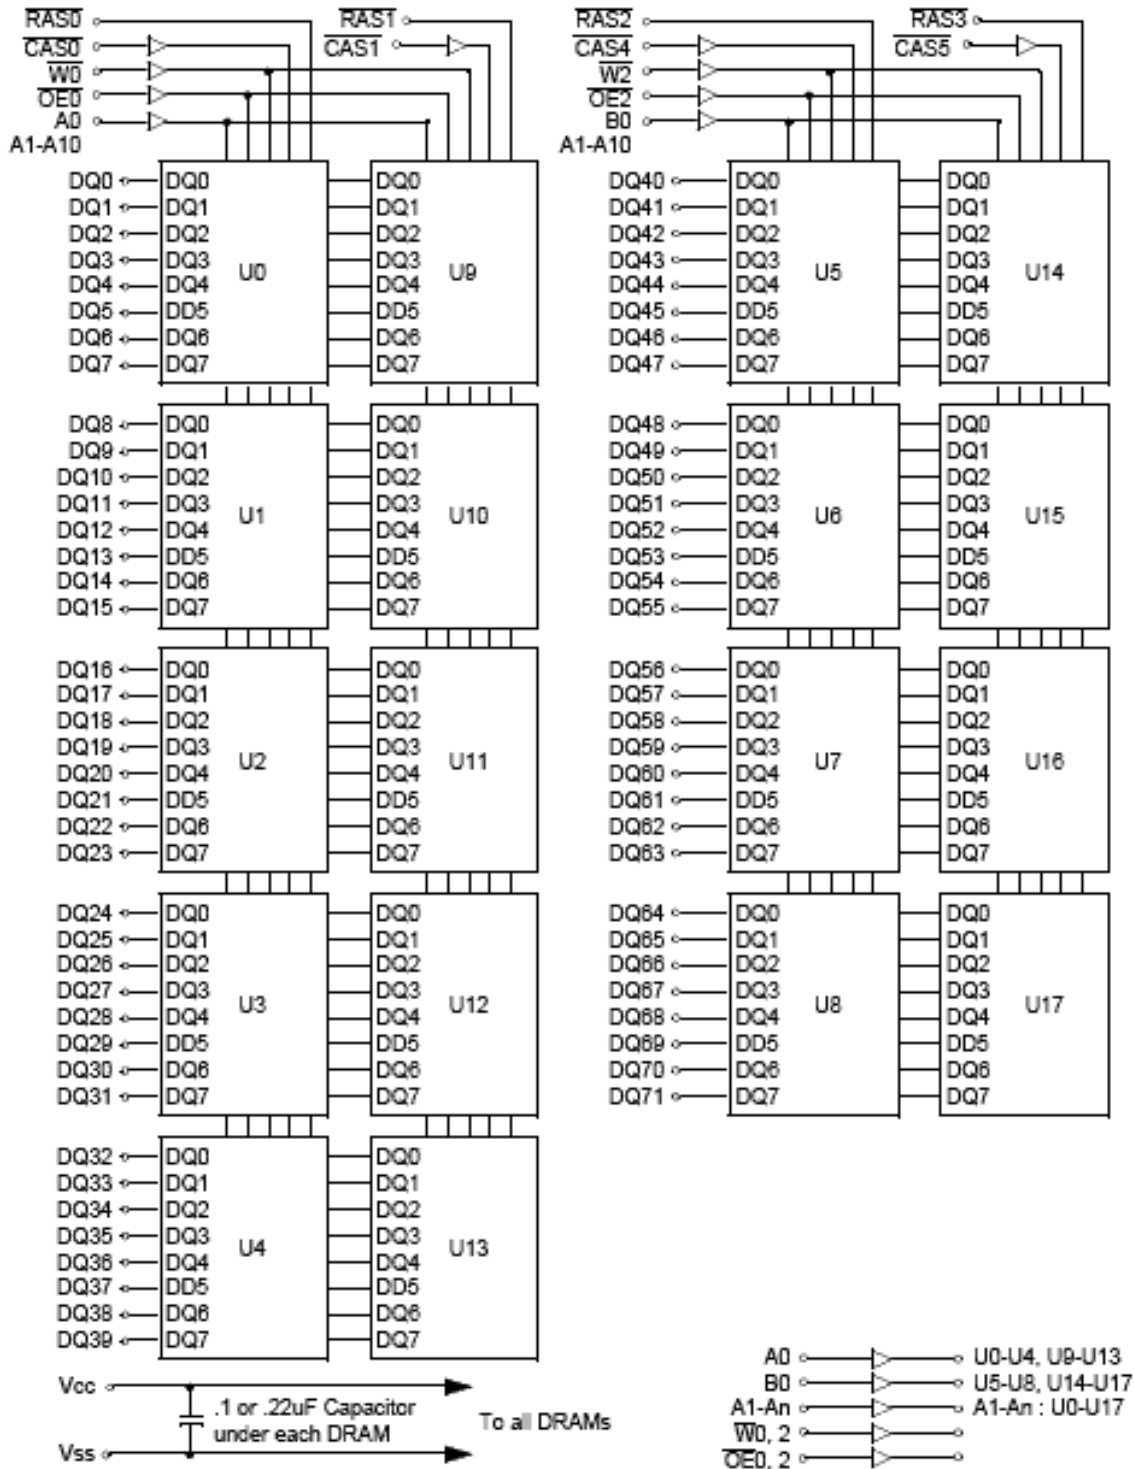 RAS0
CAS0
W0
OE0
A0
A1-A10
RAS1
CAS1
RAS2
CAS4
W2
OE2
B0
A1-A10
RAS3
CAS5
DQ0 DQ0 DQ0
DQ1 DQ1 DQ1
DQ2 DQ2 DQ2
DQ3 DQ3 DQ3
U0 U9
DQ4 DQ4 DQ4
DQ5 DD5 DD5
DQ6 DQ6 DQ6
DQ7 DQ7 DQ7
DQ8 DQ0 DQ0
DQ9 DQ1 DQ1
DQ10 DQ2 DQ2
DQ11 DQ3 DQ3
U1 U10
DQ12 DQ4 DQ4
DQ13 DD5 DD5
DQ14 DQ6 DQ6
DQ15 DQ7 DQ7
DQ16 DQ0 DQ0
DQ17 DQ1 DQ1
DQ18 DQ2 DQ2
DQ19 DQ3 DQ3
U2 U11
DQ20 DQ4 DQ4
DQ21 DD5 DD5
DQ22 DQ6 DQ6
DQ23 DQ7 DQ7
DQ24 DQ0 DQ0
DQ25 DQ1 DQ1
DQ26 DQ2 DQ2
DQ27 DQ3 DQ3
U3 U12
DQ28 DQ4 DQ4
DQ29 DD5 DD5
DQ30 DQ6 DQ6
DQ31 DQ7 DQ7
DQ32 DQ0 DQ0
DQ33 DQ1 DQ1
DQ34 DQ2 DQ2
DQ35 DQ3 DQ3
U4 U13
DQ36 DQ4 DQ4
DQ37 DD5 DD5
DQ38 DQ6 DQ6
DQ39 DQ7 DQ7
DQ40 DQ0 DQ0
DQ41 DQ1 DQ1
DQ42 DQ2 DQ2
DQ43 DQ3 DQ3
U5 U14
DQ44 DQ4 DQ4
DQ45 DD5 DD5
DQ46 DQ6 DQ6
DQ47 DQ7 DQ7
DQ48 DQ0 DQ0
DQ49 DQ1 DQ1
DQ50 DQ2 DQ2
DQ51 DQ3 DQ3
U6 U15
DQ52 DQ4 DQ4
DQ53 DD5 DD5
DQ54 DQ6 DQ6
DQ55 DQ7 DQ7
DQ56 DQ0 DQ0
DQ57 DQ1 DQ1
DQ58 DQ2 DQ2
DQ59 DQ3 DQ3
U7 U16
DQ60 DQ4 DQ4
DQ61 DD5 DD5
DQ62 DQ6 DQ6
DQ63 DQ7 DQ7
DQ64 DQ0 DQ0
DQ65 DQ1 DQ1
DQ66 DQ2 DQ2
DQ67 DQ3 DQ3
U8 U17
DQ68 DQ4 DQ4
DQ69 DD5 DD5
DQ70 DQ6 DQ6
DQ71 DQ7 DQ7
Vcc
.1 or .22uF Capacitor
under each DRAM
To all DRAMs
Vss
A0 U0-U4, U9-U13
B0 U5-U8, U14-U17
A1-An A1-An : U0-U17
W0, 2
OE0, 2